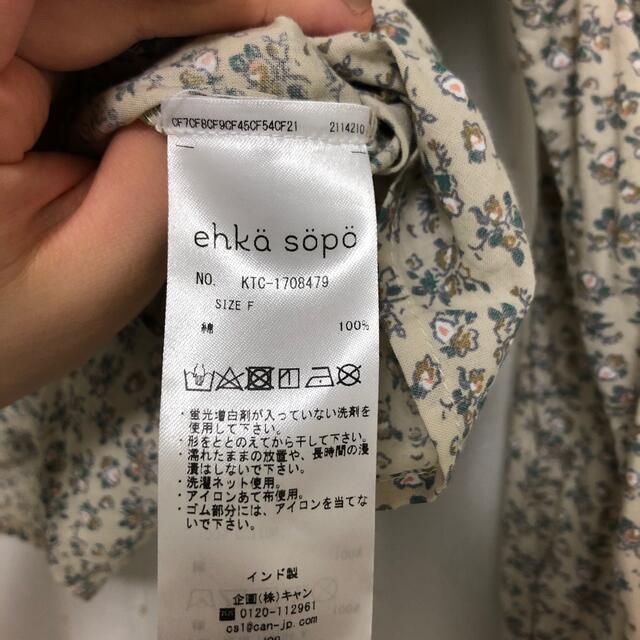 CF7CF8CF9CF45CF54CF21 2114210
ehkä söpö
NO. KTC-1708479
SIZE F
綿 100%
・蛍光増白剤が入っていない洗剤を
使用して下さい。
・形をととのえてから干して下さい。
・濡れたままの放置や、長時間の浸
漬はしないで下さい。
・洗濯ネット使用。
・アイロンあて布使用。
・ゴム部分には、アイロンを当てな
いで下さい。
インド製
企画(株)キャン
0120-112961
cs1@can-jp.com